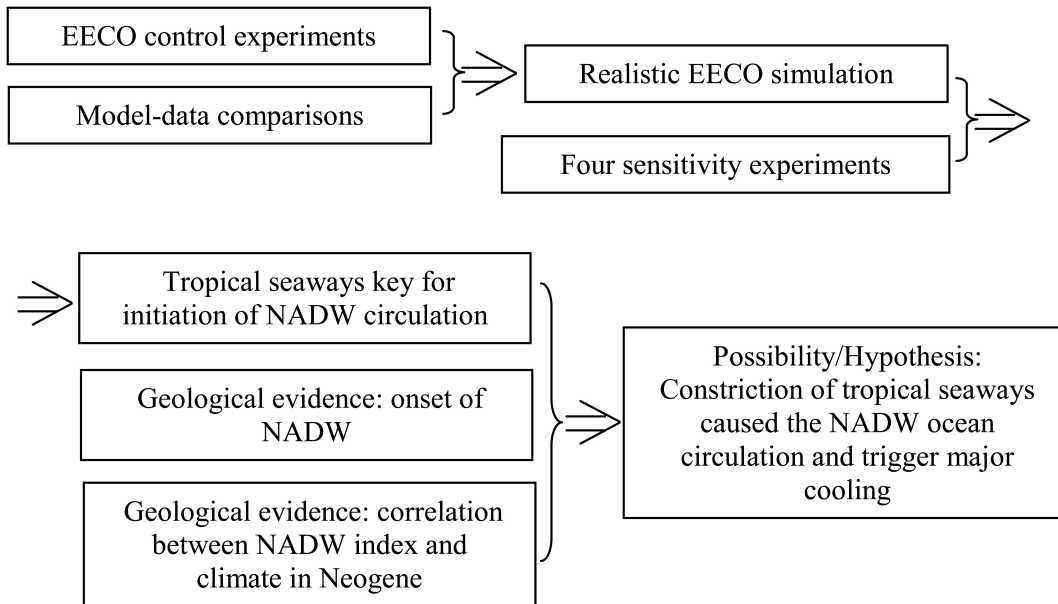 EECO control experiments
Model-data comparisons
Realistic EECO simulation
Four sensitivity experiments
Tropical seaways key for
initiation of NADW circulation
Geological evidence: onset of
NADW
Geological evidence: correlation
between NADW index and
climate in Neogene
Possibility/Hypothesis:
Constriction of tropical seaways
caused the NADW ocean
circulation and trigger major
cooling